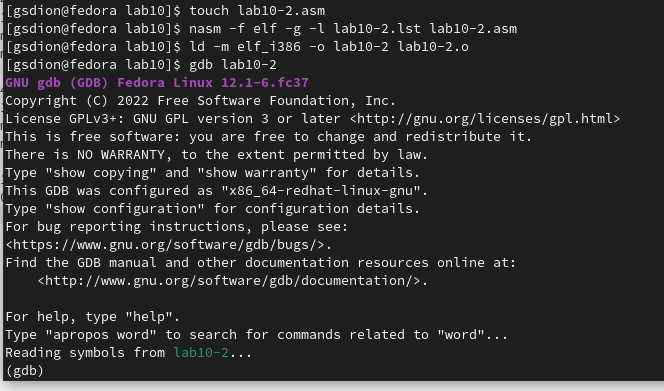 [gsdion@fedora lab10]$ touch lab10-2.asm
[gsdion@fedora lab10]$ nasm -f elf -g -l lab10-2.lst lab10-2.asm
[gsdion@fedora lab10]$ ld -m elf_i386 -o lab10-2 lab10-2.o
[gsdion@fedora lab10]$ gdb lab10-2
GNU gdb (GDB) Fedora Linux 12.1-6.fc37
Copyright (C) 2022 Free Software Foundation, Inc.
License GPLv3+: GNU GPL version 3 or later <http://gnu.org/licenses/gpl.html>
This is free software: you are free to change and redistribute it.
There is NO WARRANTY, to the extent permitted by law.
Type "show copying" and "show warranty" for details.
This GDB was configured as "x86_64-redhat-linux-gnu".
Type "show configuration" for configuration details.
For bug reporting instructions, please see:
<https://www.gnu.org/software/gdb/bugs/>.
Find the GDB manual and other documentation resources online at:
    <http://www.gnu.org/software/gdb/documentation/>.

For help, type "help".
Type "apropos word" to search for commands related to "word"...
Reading symbols from lab10-2...
(gdb)